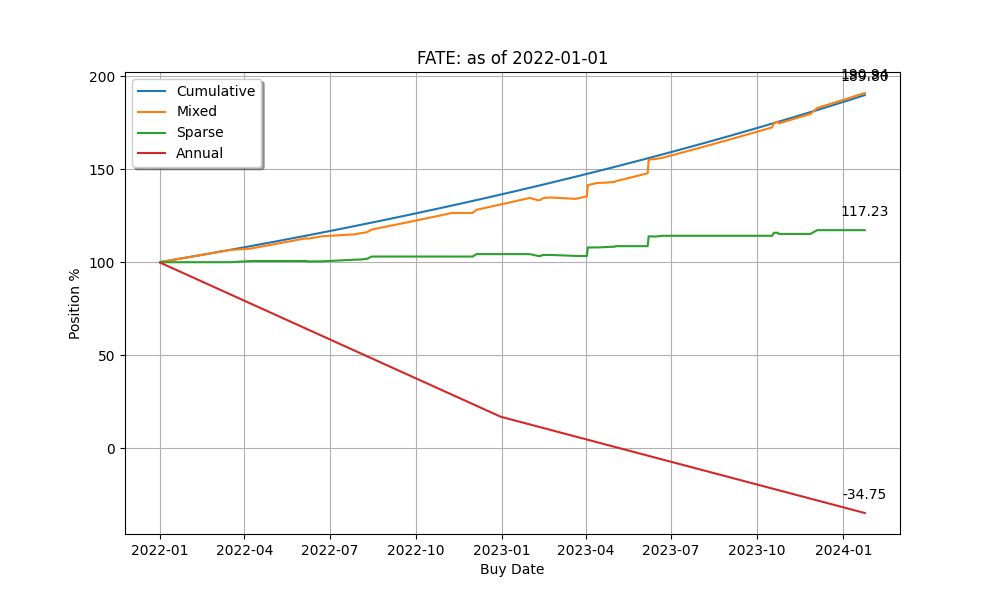 FATE: as of 2022-01-01
200
150
100
50
0
Position %
Cumulative
Mixed
Sparse
Annual
117.23
-34.75
2022-01
2022-04
2022-07
2022-10
2023-01
2023-04
2023-07
2023-10
2024-01
Buy Date